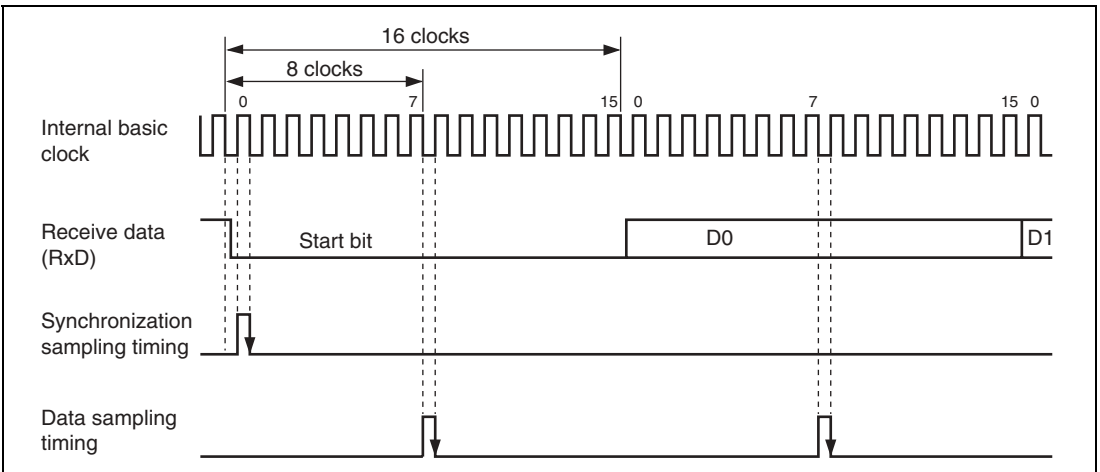 16 clocks
8 clocks
0 7 15 0 7 15 0
Internal basic
clock
Receive data
(RxD)
Start bit D0 D1
Synchronization
sampling timing
Data sampling
timing